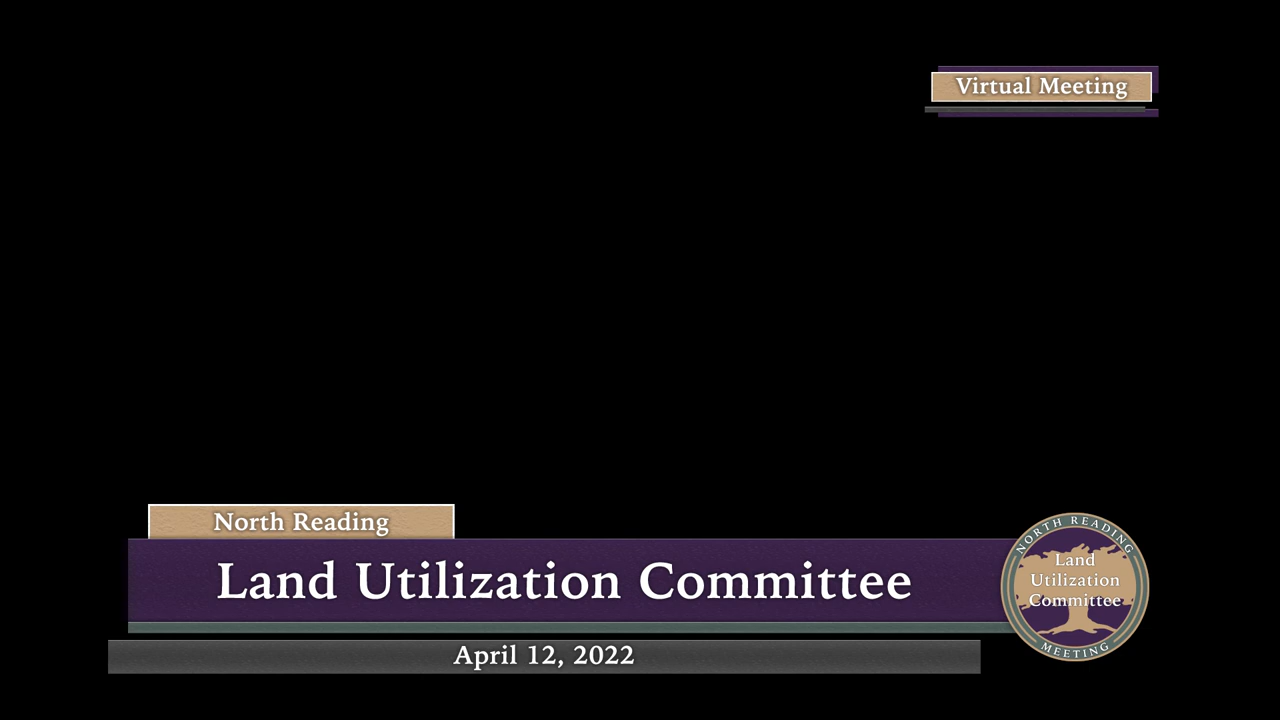 Virtual Meeting
North Reading
Land Utilization Committee
April 12, 2022
NORTH READING
Land
Utilization
Committee
MEETING